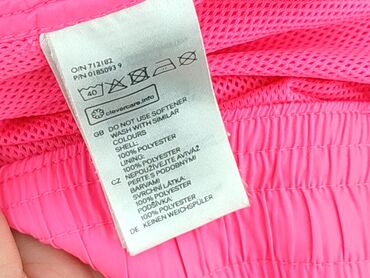 O/N 712182
P/N 0185093 9
40
clevercare.info
GB DO NOT USE SOFTENER
WASH WITH SIMILAR
COLOURS
SHELL:
100% POLYESTER
LINING:
100% POLYESTER
CZ NEPOUŽÍVEJTE AVIVÁŽ
PERTE S PODOBNÝMI
BARVAMI
SVRCHNÍ LÁTKA:
100% POLYESTER
PODŠÍVKA:
100% POLYESTER
DE KEINEN WEICHSPÜLER